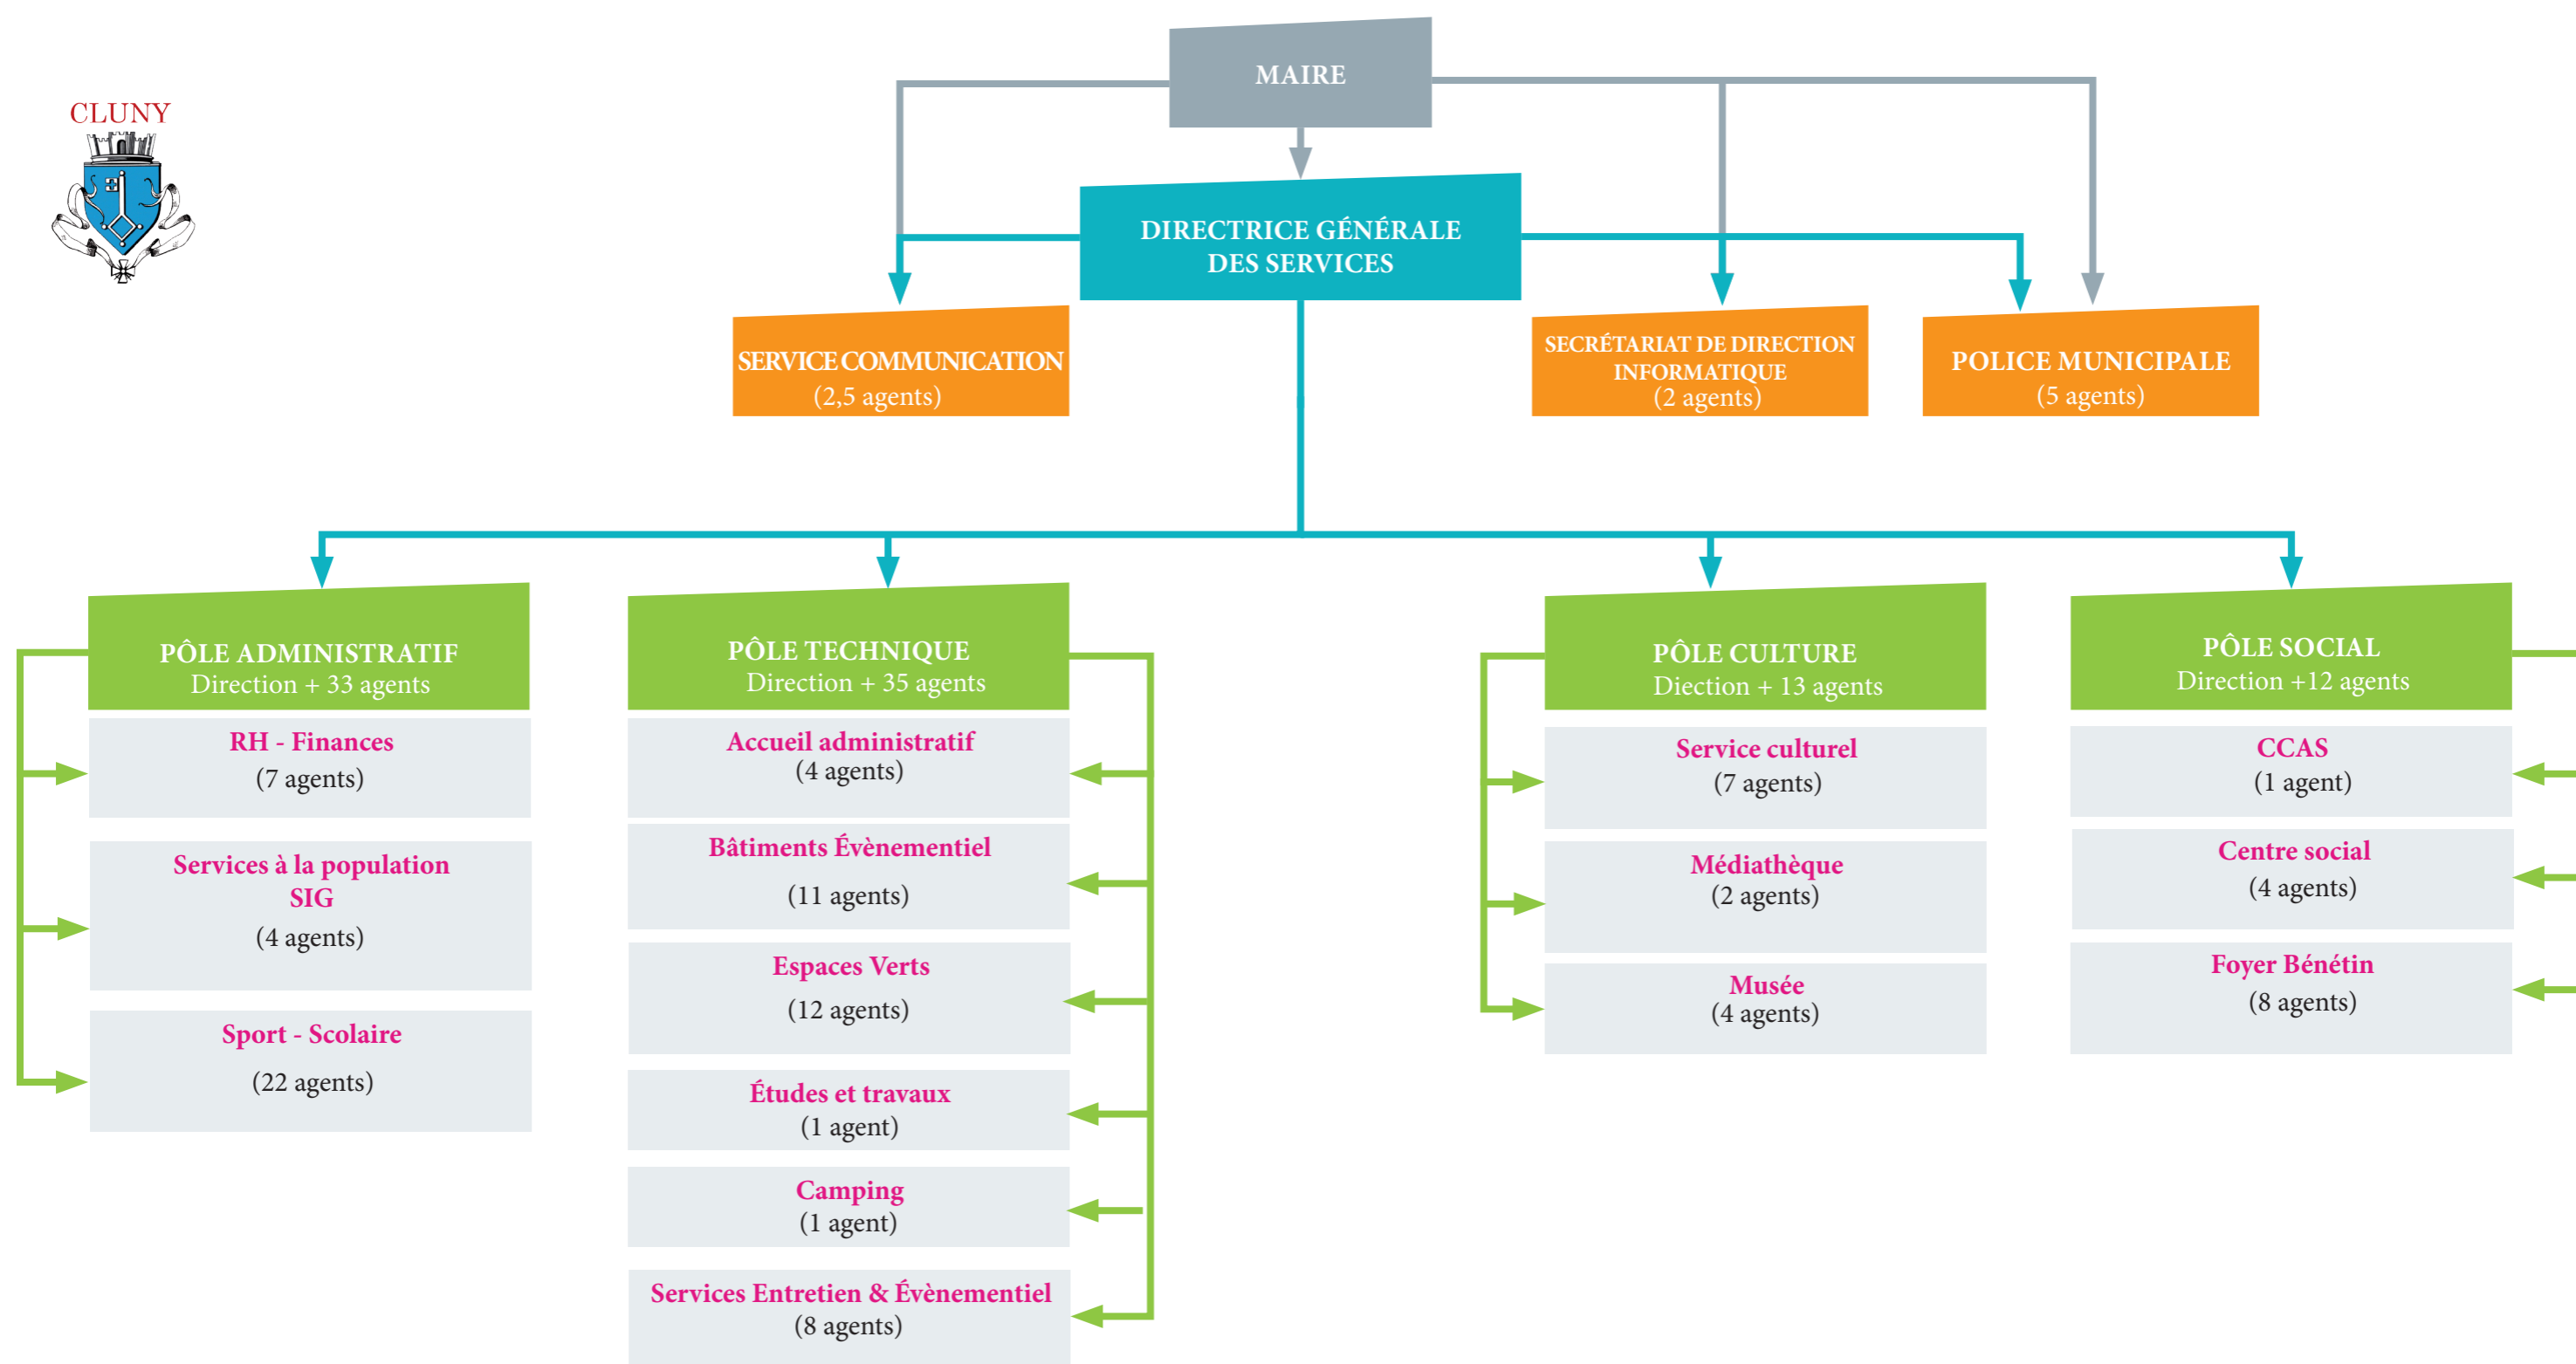 CLUNY
MAIRE
DIRECTRICE GÉNÉRALE
DES SERVICES
SERVICE COMMUNICATION
(2,5 agents)
SECRÉTARIAT DE DIRECTION
INFORMATIQUE
(2 agents)
POLICE MUNICIPALE
(5 agents)
PÔLE ADMINISTRATIF
Direction + 33 agents
RH - Finances
(7 agents)
Services à la population
SIG
(4 agents)
Sport - Scolaire
(22 agents)
PÔLE TECHNIQUE
Direction + 35 agents
Accueil administratif
(4 agents)
Bâtiments Évènementiel
(11 agents)
Espaces Verts
(12 agents)
Études et travaux
(1 agent)
Camping
(1 agent)
Services Entretien & Évènementiel
(8 agents)
PÔLE CULTURE
Diection + 13 agents
Service culturel
(7 agents)
Médiathèque
(2 agents)
Musée
(4 agents)
PÔLE SOCIAL
Direction +12 agents
CCAS
(1 agent)
Centre social
(4 agents)
Foyer Bénétin
(8 agents)